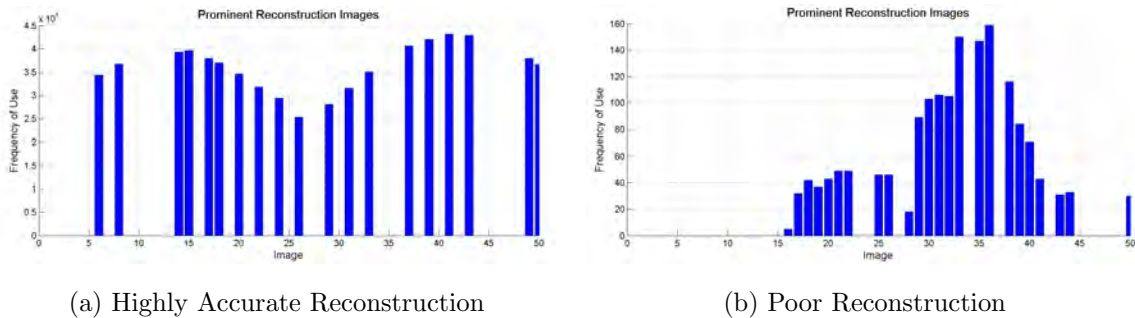 Prominent Reconstruction Images
4.5
4
3.5
3
2.5
2
1.5
1
0.5
0
Frequency of Use
0 5 10 15 20 25 30 35 40 45 50
Image
(a) Highly Accurate Reconstruction
Prominent Reconstruction Images
160
140
120
100
80
60
40
20
0
Frequency of Use
0 5 10 15 20 25 30 35 40 45 50
Image
(b) Poor Reconstruction